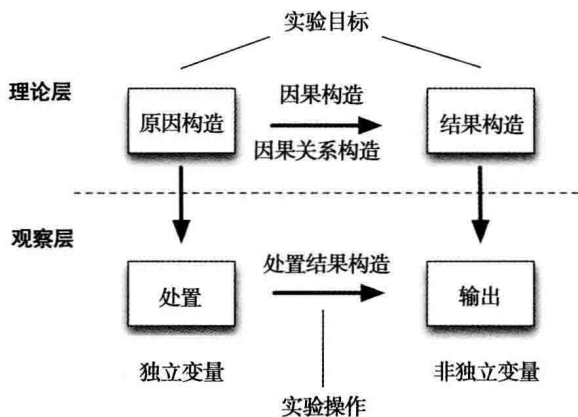 实验目标
理论层
原因构造
因果构造
因果关系构造
结果构造
观察层
处置
处置结果构造
输出
独立变量
非独立变量
实验操作